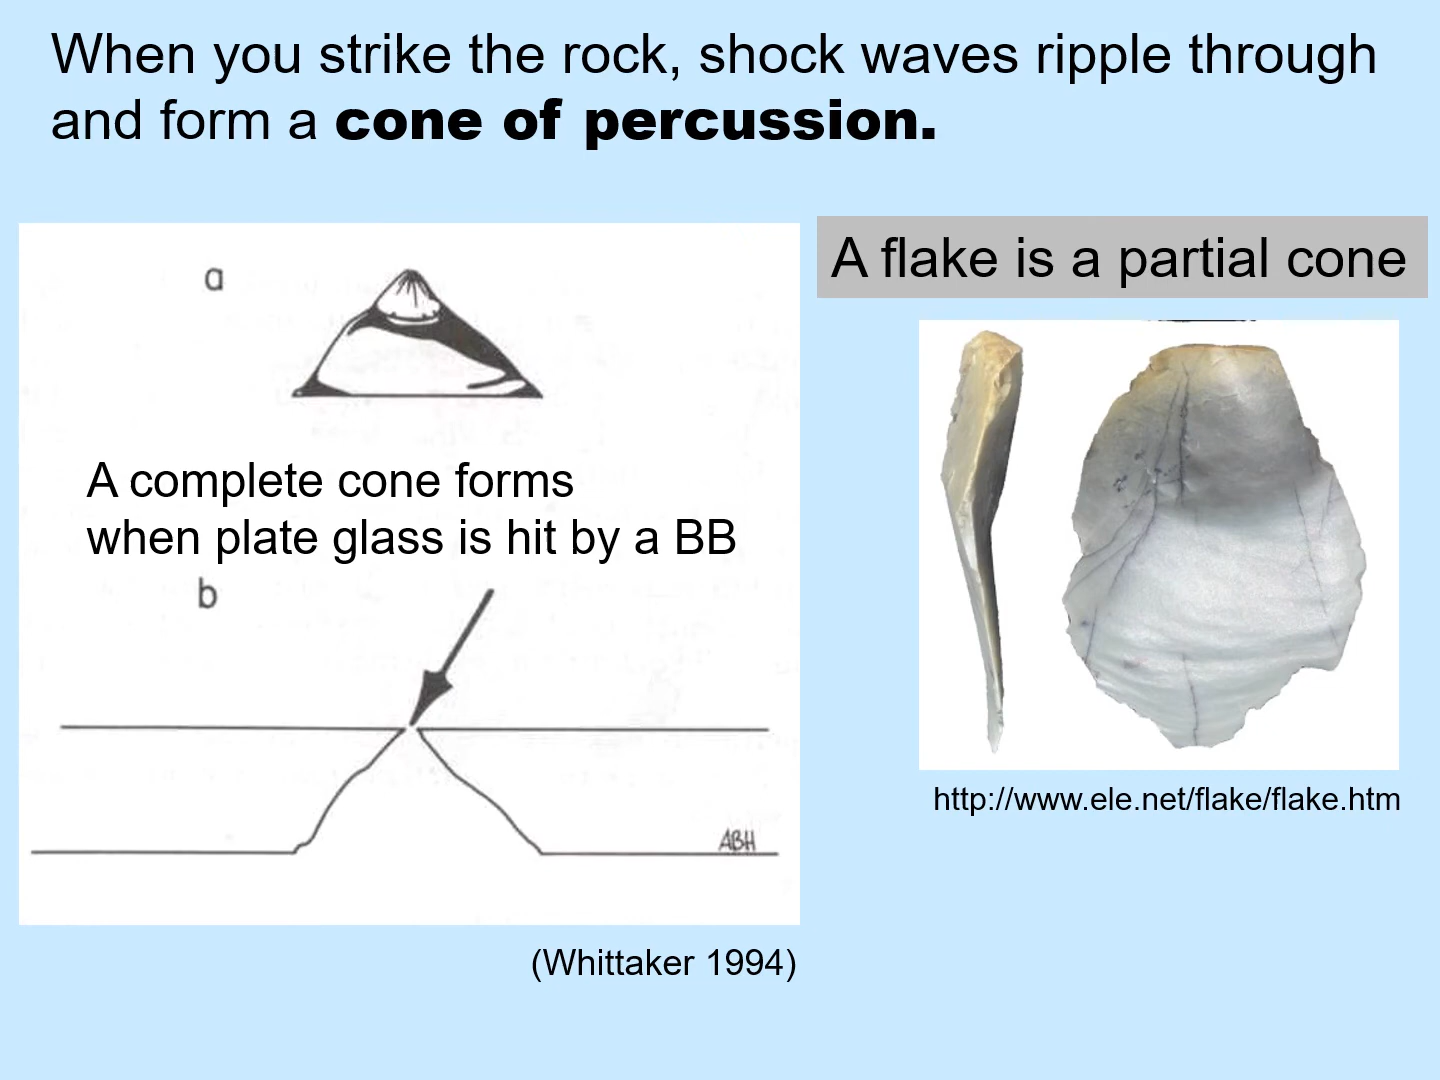 When you strike the rock, shock waves ripple through
and form a cone of percussion.
a
A complete cone forms
when plate glass is hit by a BB
b
ABH
(Whittaker 1994)
A flake is a partial cone
http://www.ele.net/flake/flake.htm